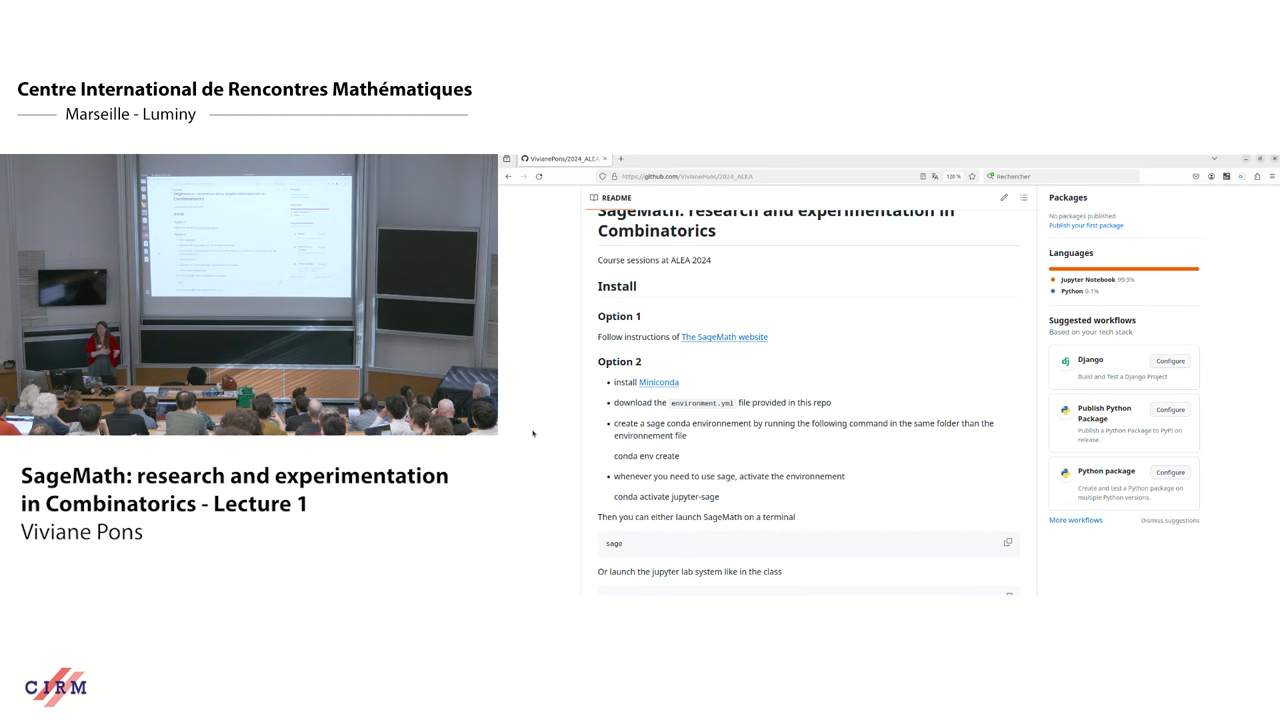 Centre International de Rencontres Mathématiques
Marseille - Luminy
SageMath: research and experimentation
in Combinatorics - Lecture 1
Viviane Pons
CIRM
VivianePons/2024_ALEA:
https://github.com/VivianePons/2024_ALEA
120 %
Rechercher
README
SageMath: research and experimentation in
Combinatorics
Course sessions at ALEA 2024
Install
Option 1
Follow instructions of The SageMath website
Option 2
install Miniconda
download the environment.yml file provided in this repo
create a sage conda environnement by running the following command in the same folder than the
environnement file
conda env create
whenever you need to use sage, activate the environnement
conda activate jupyter-sage
Then you can either launch SageMath on a terminal
sage
Or launch the jupyter lab system like in the class
Packages
No packages published
Publish your first package
Languages
Jupyter Notebook 99.9%
Python 0.1%
Suggested workflows
Based on your tech stack
dj
Django
Configure
Build and Test a Django Project
Publish Python
Package
Configure
Publish a Python Package to PyPI on
release.
Python package
Configure
Create and test a Python package on
multiple Python versions.
More workflows
Dismiss suggestions